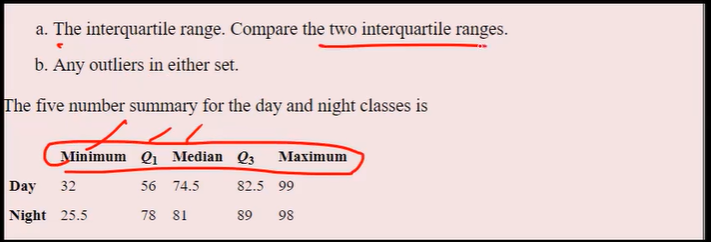 a. The interquartile range. Compare the two interquartile ranges.
b. Any outliers in either set.
The five number summary for the day and night classes is
Minimum Q₁ Median Q₃ Maximum
Day 32 56 74.5 82.5 99
Night 25.5 78 81 89 98